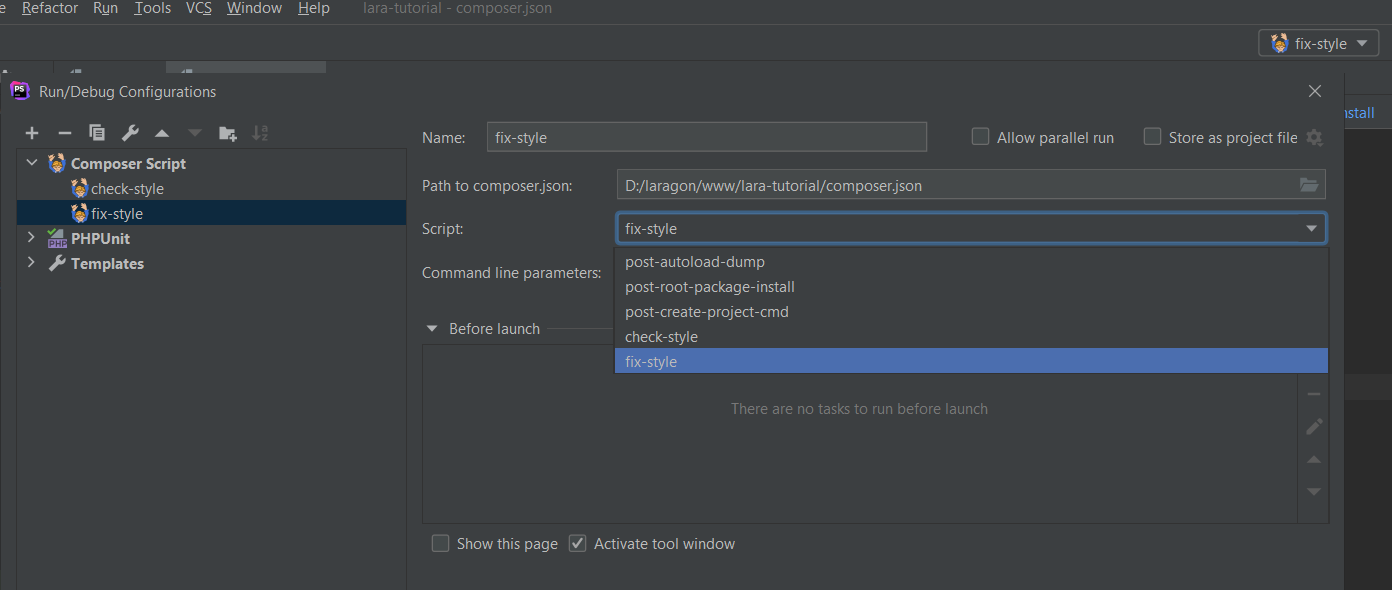 Refactor Run Tools VCS Window Help lara-tutorial - composer.json
fix-style
PS Run/Debug Configurations
nstall
Name: fix-style Allow parallel run Store as project file
Composer Script
check-style
fix-style
PHP PHPUnit
Templates
Path to composer.json: D:/laragon/www/lara-tutorial/composer.json
Script: fix-style
post-autoload-dump
post-root-package-install
post-create-project-cmd
check-style
fix-style
Command line parameters:
Before launch
There are no tasks to run before launch
Show this page Activate tool window